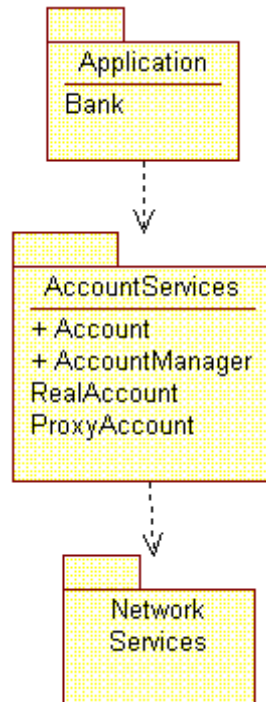 Application
Bank
AccountServices
+ Account
+ AccountManager
RealAccount
ProxyAccount
Network
Services